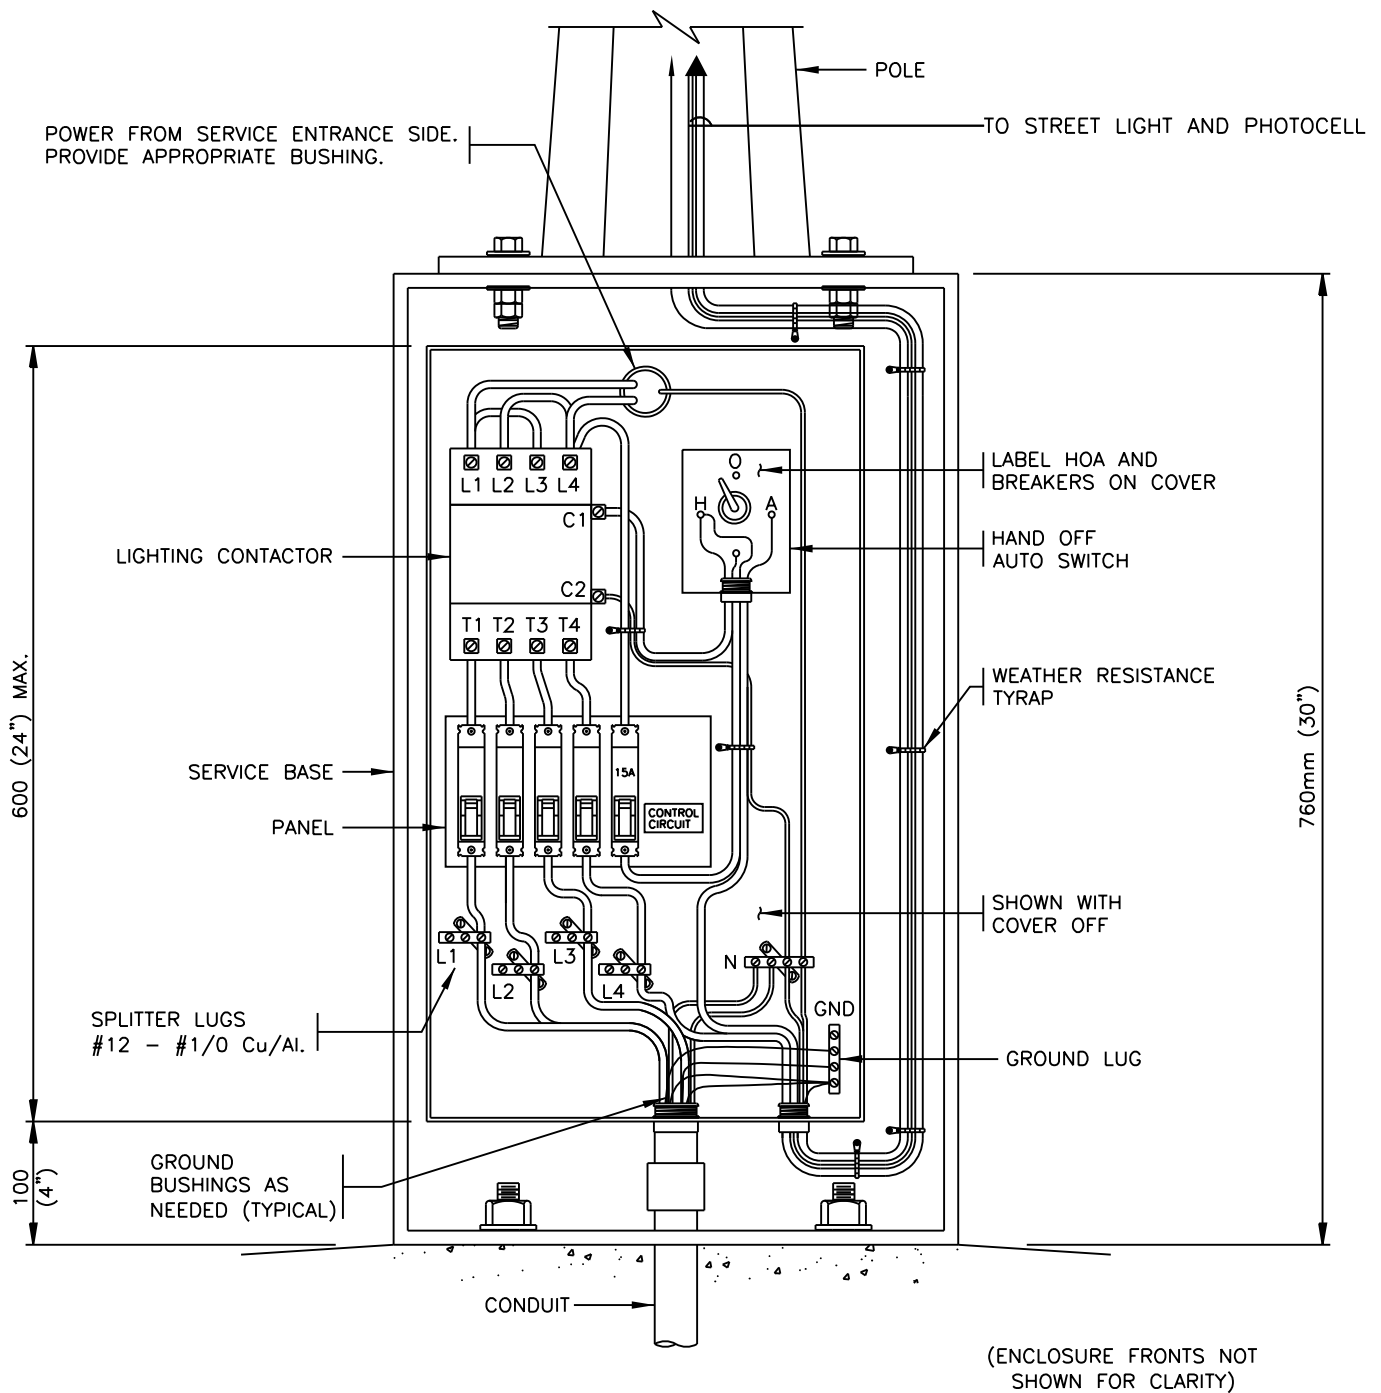 POLE
TO STREET LIGHT AND PHOTOCELL
POWER FROM SERVICE ENTRANCE SIDE.
PROVIDE APPROPRIATE BUSHING.
LABEL HOA AND
BREAKERS ON COVER
O
H A
L1 L2 L3 L4
C1
HAND OFF
AUTO SWITCH
LIGHTING CONTACTOR
C2
T1 T2 T3 T4
WEATHER RESISTANCE
TYRAP
600 (24") MAX.
760mm (30")
SERVICE BASE
15A
PANEL
CONTROL
CIRCUIT
SHOWN WITH
COVER OFF
L1
L2
L3
L4
N
GND
SPLITTER LUGS
#12 – #1/0 Cu/Al.
GROUND LUG
100
(4")
GROUND
BUSHINGS AS
NEEDED (TYPICAL)
CONDUIT
(ENCLOSURE FRONTS NOT
SHOWN FOR CLARITY)